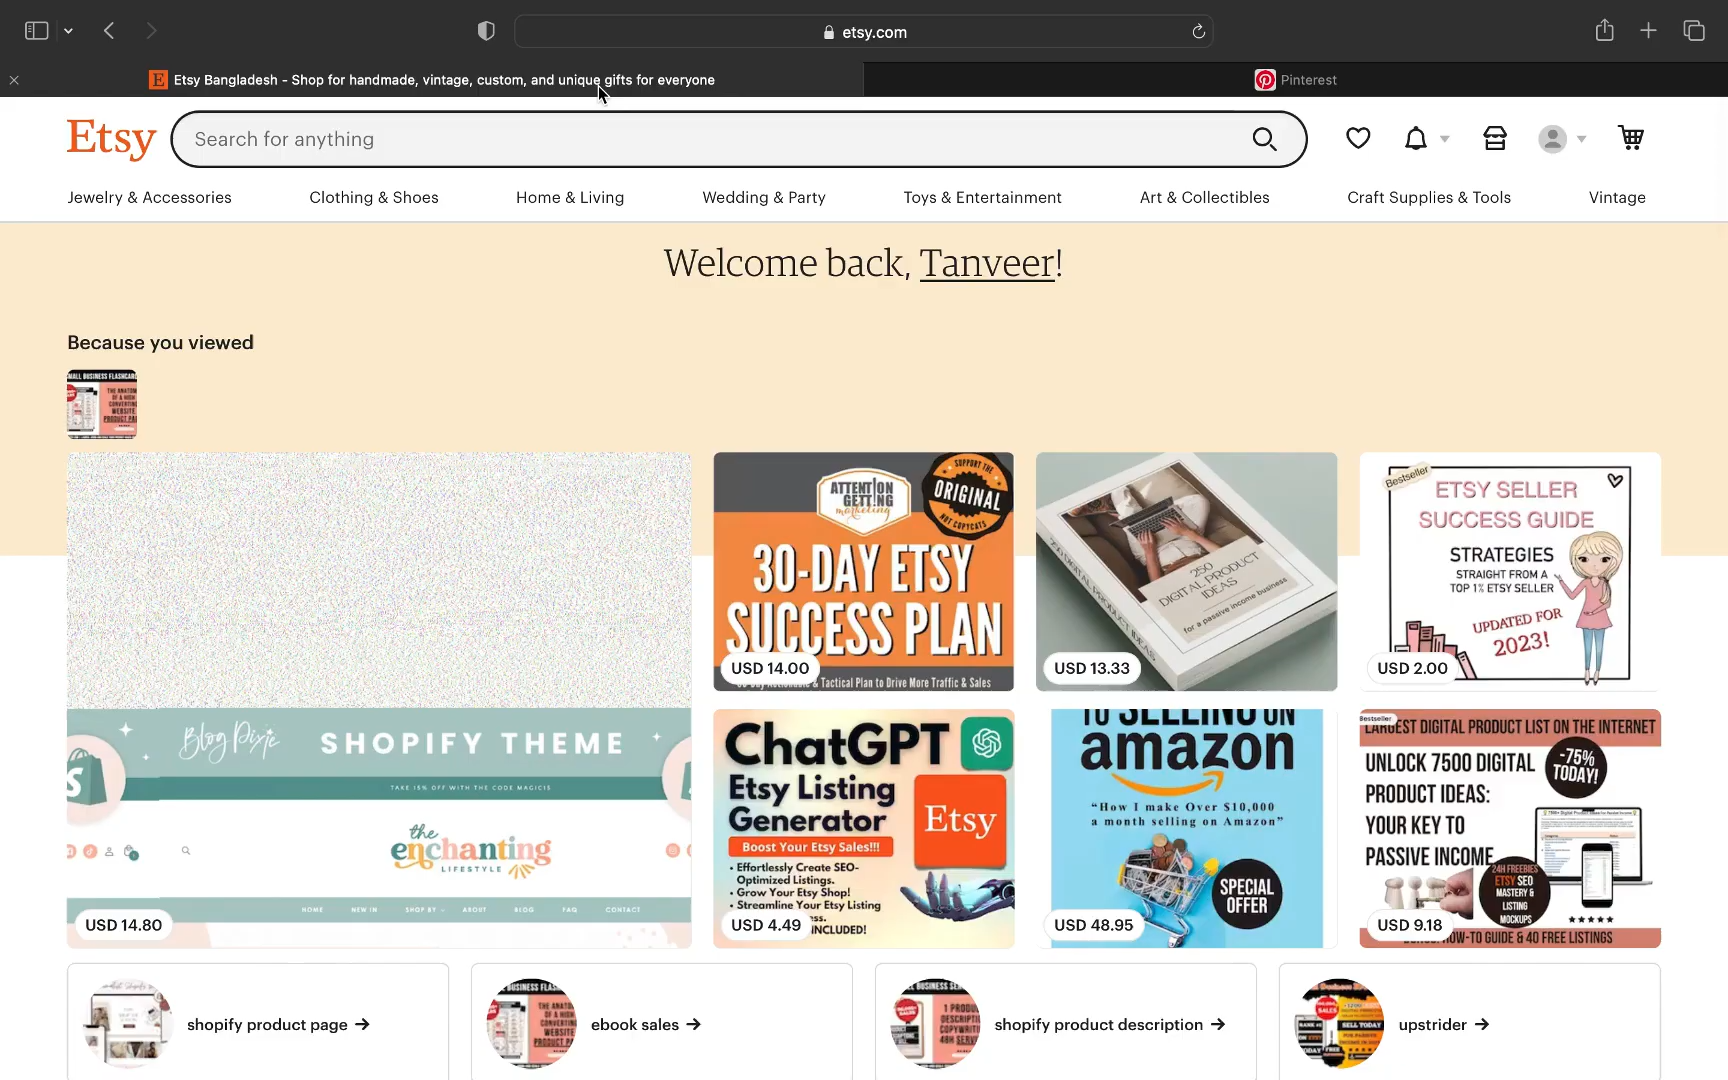 etsy.com
Etsy Bangladesh - Shop for handmade, vintage, custom, and unique gifts for everyone
Pinterest
Etsy
Search for anything
Jewelry & Accessories
Clothing & Shoes
Home & Living
Wedding & Party
Toys & Entertainment
Art & Collectibles
Craft Supplies & Tools
Vintage
Welcome back, Tanveer!
Because you viewed
THE ANATOM
OF A HIGH
CONVERTING
WEBSITE
PRODUCT PA
Blog Pixie
SHOPIFY THEME
TAKE 15% OFF WITH THE CODE MAGIC15
the
enchanting
LIFESTYLE
HOME NEW IN SHOP BY ABOUT BLOG FAQ CONTACT
USD 14.80
ATTENTION
GETTING
marketing
SUPPORT THE
ORIGINAL
NOT COPYCATS
30-DAY ETSY
SUCCESS PLAN
USD 14.00
& Tactical Plan to Drive More Traffic & Sales
250
DIGITAL PRODUCT
IDEAS
for a passive income business
250 DIGITAL PRODUCT IDEAS
USD 13.33
Bestseller
ETSY SELLER
SUCCESS GUIDE
STRATEGIES
STRAIGHT FROM A
TOP 1% ETSY SELLER
UPDATED FOR
2023!
USD 2.00
ChatGPT
Etsy Listing
Generator
Etsy
Boost Your Etsy Sales!!!
• Effortlessly Create SEO-
Optimized Listings.
• Grow Your Etsy Shop!
• Streamline Your Etsy Listing
INCLUDED!
USD 4.49
TO SELLING ON
amazon
"How I make Over $10,000
a month selling on Amazon"
SPECIAL
OFFER
USD 48.95
Bestseller
LARGEST DIGITAL PRODUCT LIST ON THE INTERNET
UNLOCK 7500 DIGITAL
PRODUCT IDEAS:
YOUR KEY TO
PASSIVE INCOME
-75%
TODAY!
24H FREEBIES
ETSY SEO
MASTERY &
LISTING
MOCKUPS
USD 9.18
HOW-TO GUIDE & 40 FREE LISTINGS
shopify product page
ebook sales
shopify product description
upstrider